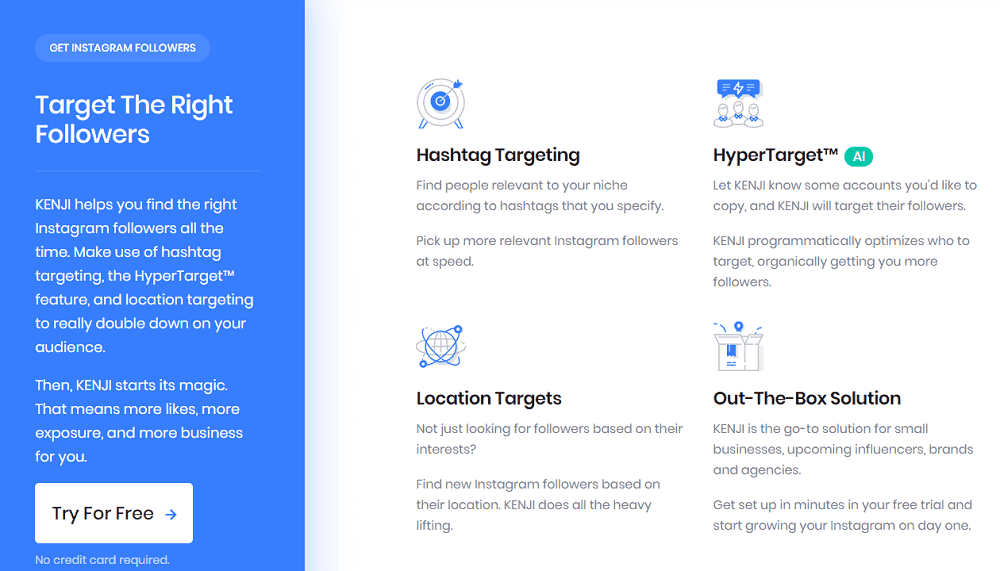 GET INSTAGRAM FOLLOWERS
Target The Right
Followers
KENJI helps you find the right
Instagram followers all the
time. Make use of hashtag
targeting, the HyperTarget™
feature, and location targeting
to really double down on your
audience.
Then, KENJI starts its magic.
That means more likes, more
exposure, and more business
for you.
Try For Free →
No credit card required.
Hashtag Targeting
Find people relevant to your niche
according to hashtags that you specify.
Pick up more relevant Instagram followers
at speed.
HyperTarget™ AI
Let KENJI know some accounts you'd like to
copy, and KENJI will target their followers.
KENJI programmatically optimizes who to
target, organically getting you more
followers.
Location Targets
Not just looking for followers based on their
interests?
Find new Instagram followers based on
their location. KENJI does all the heavy
lifting.
Out-The-Box Solution
KENJI is the go-to solution for small
businesses, upcoming influencers, brands
and agencies.
Get set up in minutes in your free trial and
start growing your Instagram on day one.